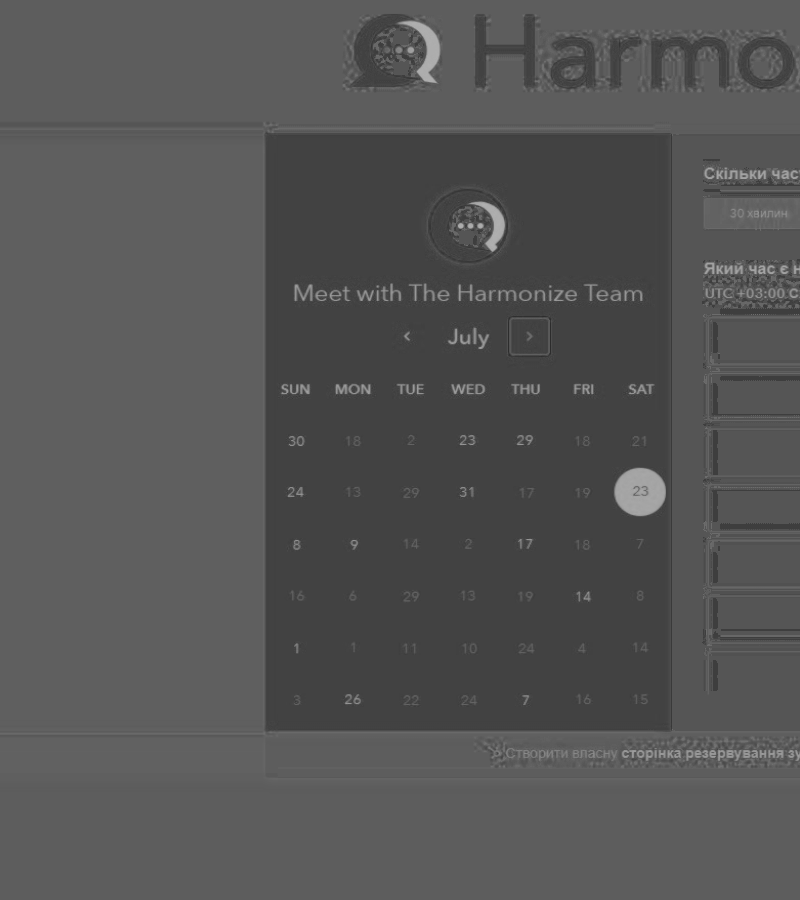 Harmo
Meet with The Harmonize Team
July
SUN MON TUE WED THU FRI SAT
30 18 2 23 29 18 21
24 13 29 31 17 19 23
8 9 14 2 17 18 7
16 6 29 13 19 14 8
1 1 11 10 24 4 14
3 26 22 24 7 16 15
Скільки час
30 хвилин
Який час є н
UTC +03:00 С
Створити власну сторінка резервування зу